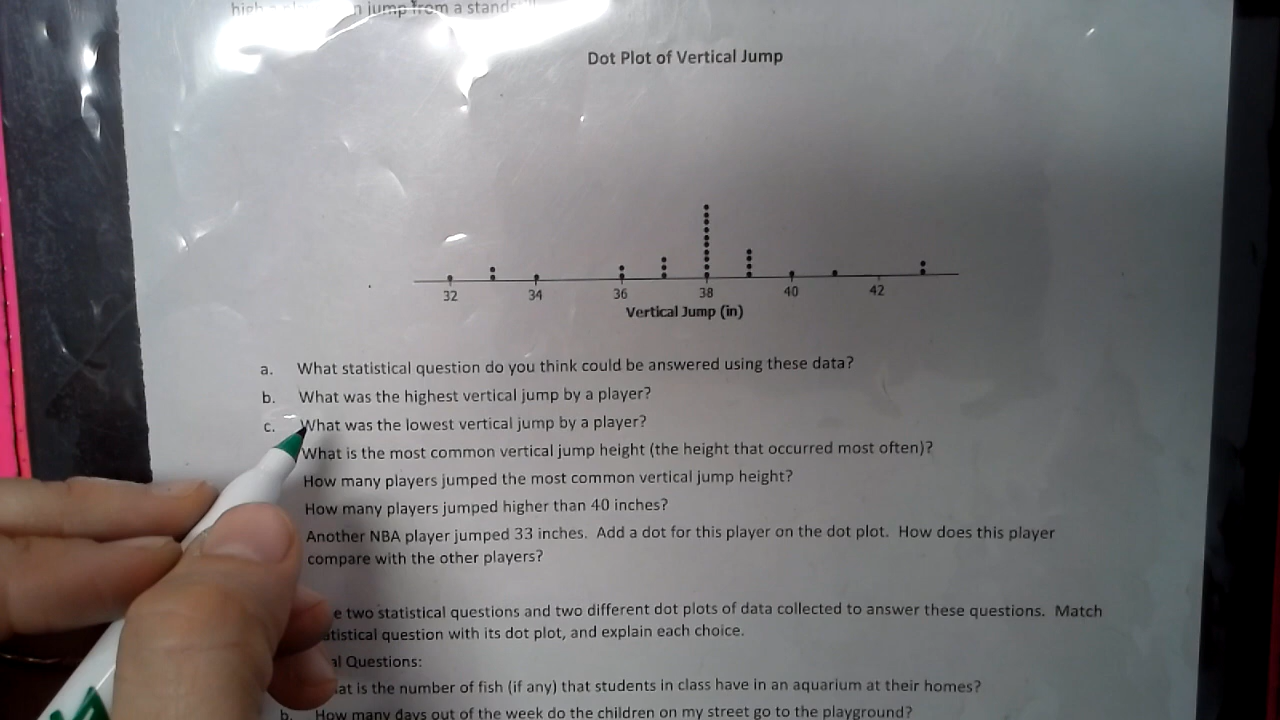 jump from a
Dot Plot of Vertical Jump
32 34 36 38 40 42
Vertical Jump (in)
a. What statistical question do you think could be answered using these data?
b. What was the highest vertical jump by a player?
c. What was the lowest vertical jump by a player?
What is the most common vertical jump height (the height that occurred most often)?
How many players jumped the most common vertical jump height?
How many players jumped higher than 40 inches?
Another NBA player jumped 33 inches. Add a dot for this player on the dot plot. How does this player
compare with the other players?
two statistical questions and two different dot plots of data collected to answer these questions. Match
question with its dot plot, and explain each choice.
Questions:
is the number of fish (if any) that students in class have in an aquarium at their homes?
b. How many days out of the week do the children on my street go to the playground?